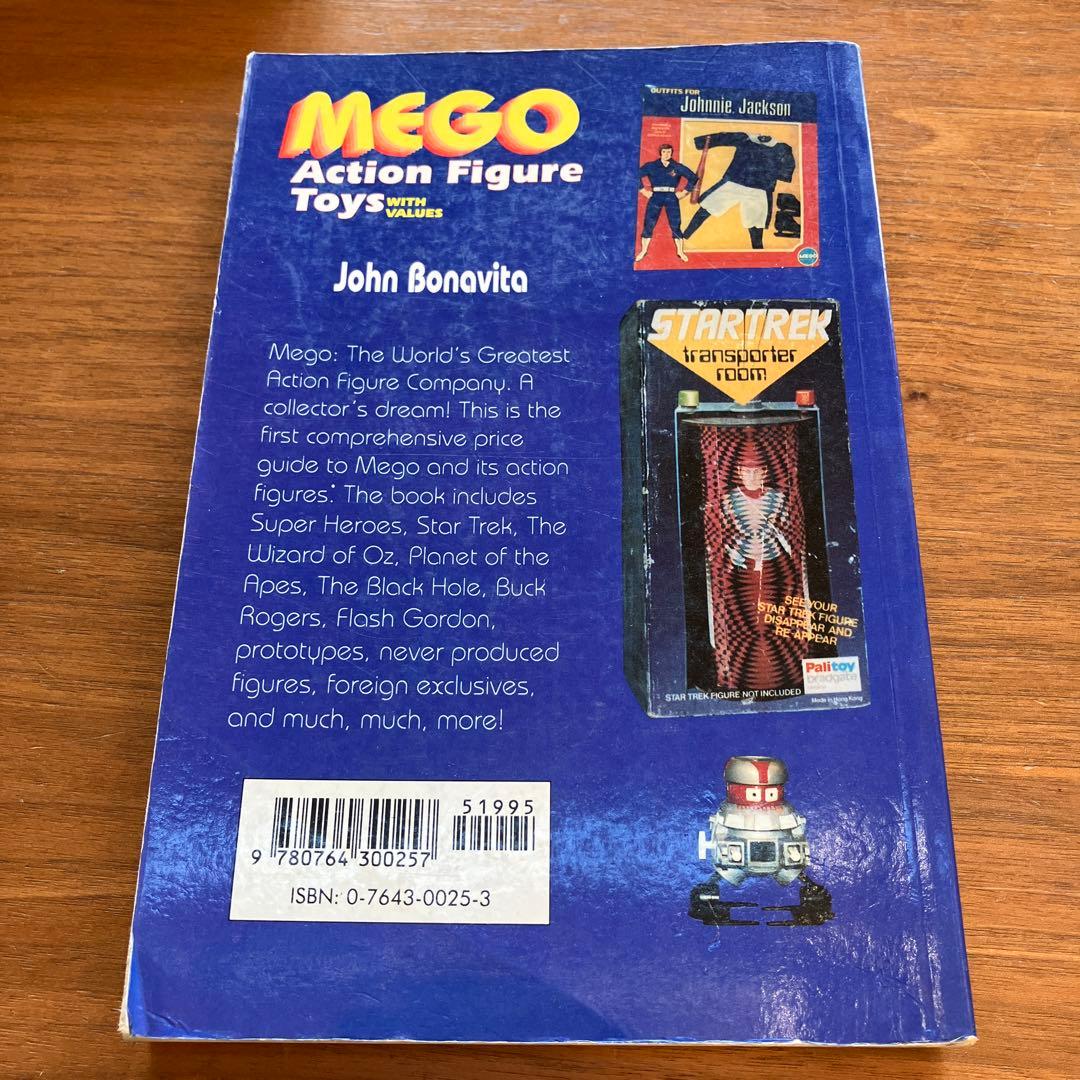 MEGO
Action Figure
Toys WITH
VALUES
John Bonavita
Mego: The World's Greatest
Action Figure Company. A
collector's dream! This is the
first comprehensive price
guide to Mego and its action
figures. The book includes
Super Heroes, Star Trek, The
Wizard of Oz, Planet of the
Apes, The Black Hole, Buck
Rogers, Flash Gordon,
prototypes, never produced
figures, foreign exclusives,
and much, much, more!
51995
9 780764 300257
ISBN: 0-7643-0025-3
OUTFITS FOR
Johnnie Jackson
MEGO
STAR TREK
transporter
room
SEE YOUR
STAR TREK FIGURE
DISAPPEAR AND
RE-APPEAR
Palitoy
bradgate
STAR TREK FIGURE NOT INCLUDED
Made in Hong Kong